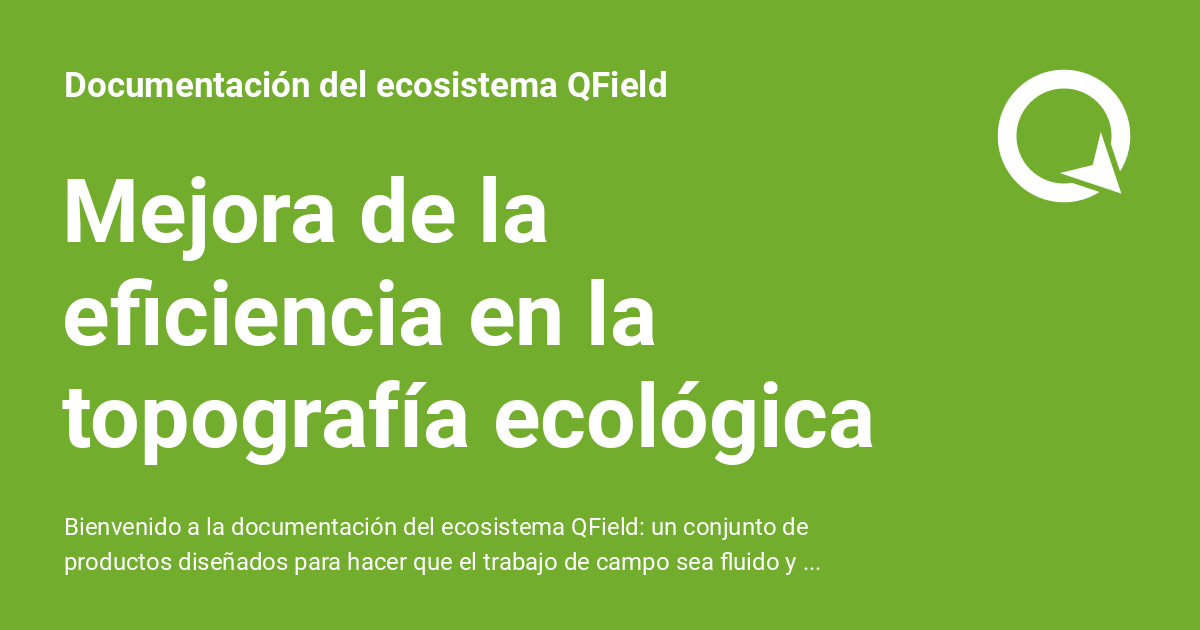 Documentación del ecosistema QField
Mejora de la
eficiencia en la
topografía ecológica
Bienvenido a la documentación del ecosistema QField: un conjunto de
productos diseñados para hacer que el trabajo de campo sea fluido y ...